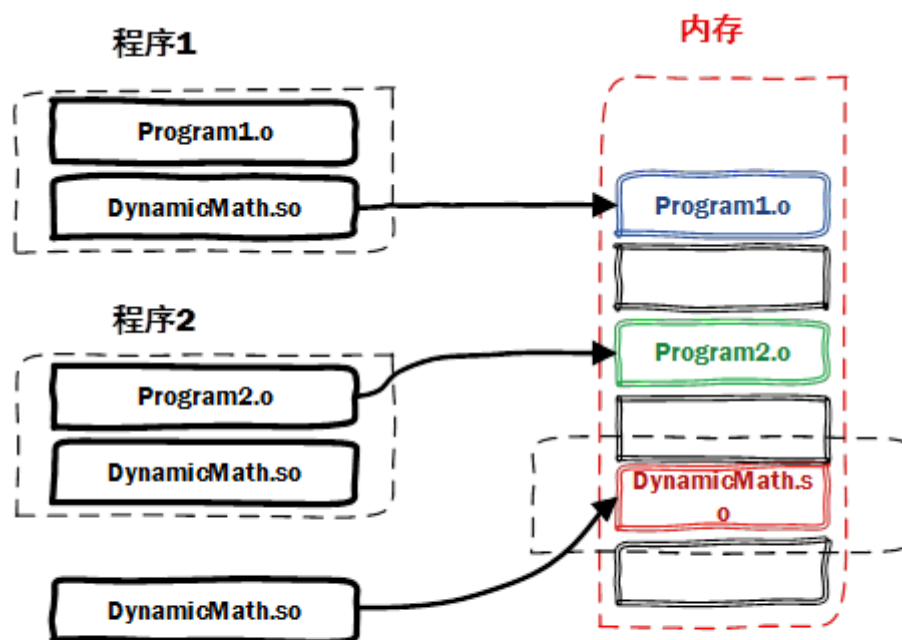 程序1
Program1.o
DynamicMath.so
程序2
Program2.o
DynamicMath.so
DynamicMath.so
内存
Program1.o
Program2.o
DynamicMath.s
o